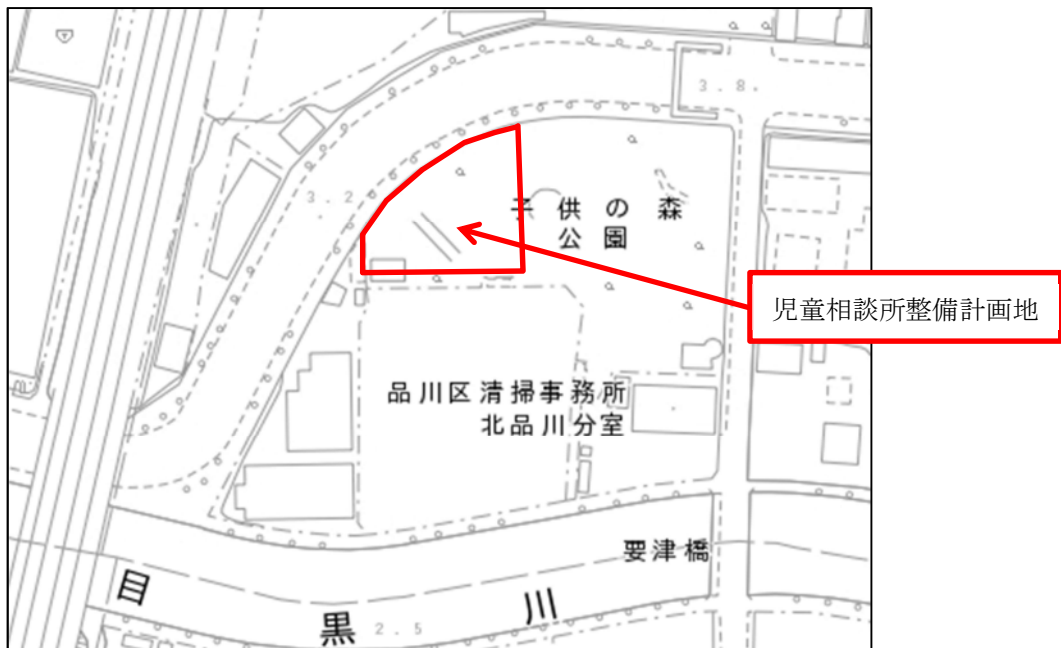 3.8
3.2
子供の森
公園
児童相談所整備計画地
品川区清掃事務所
北品川分室
要津橋
目黒川
2.5